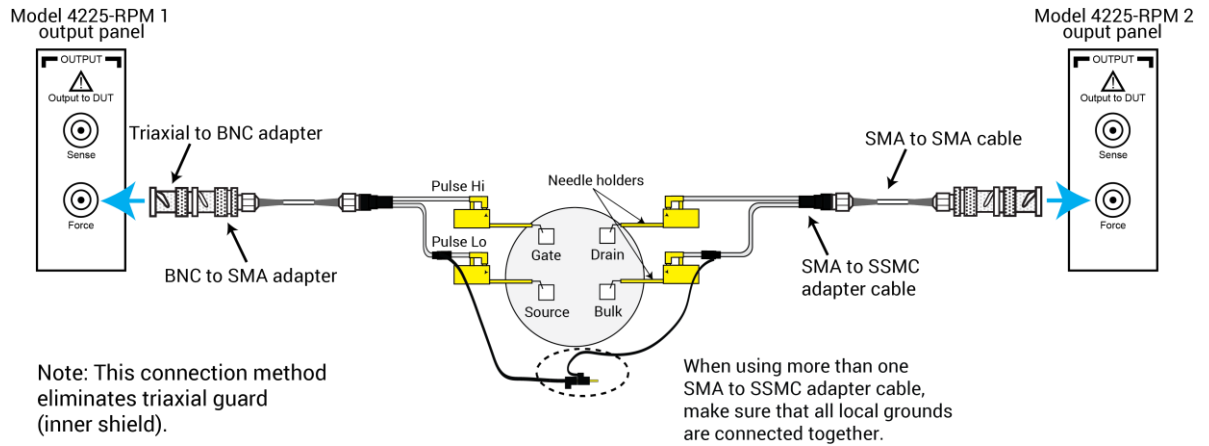 Model 4225-RPM 1
output panel
OUTPUT
Output to DUT
Sense
Force
Triaxial to BNC adapter
BNC to SMA adapter
Pulse Hi
Pulse Lo
Needle holders
Gate
Drain
Source
Bulk
SMA to SMA cable
SMA to SSMC
adapter cable
Model 4225-RPM 2
ouput panel
OUTPUT
Output to DUT
Sense
Force
Note: This connection method
eliminates triaxial guard
(inner shield).
When using more than one
SMA to SSMC adapter cable,
make sure that all local grounds
are connected together.